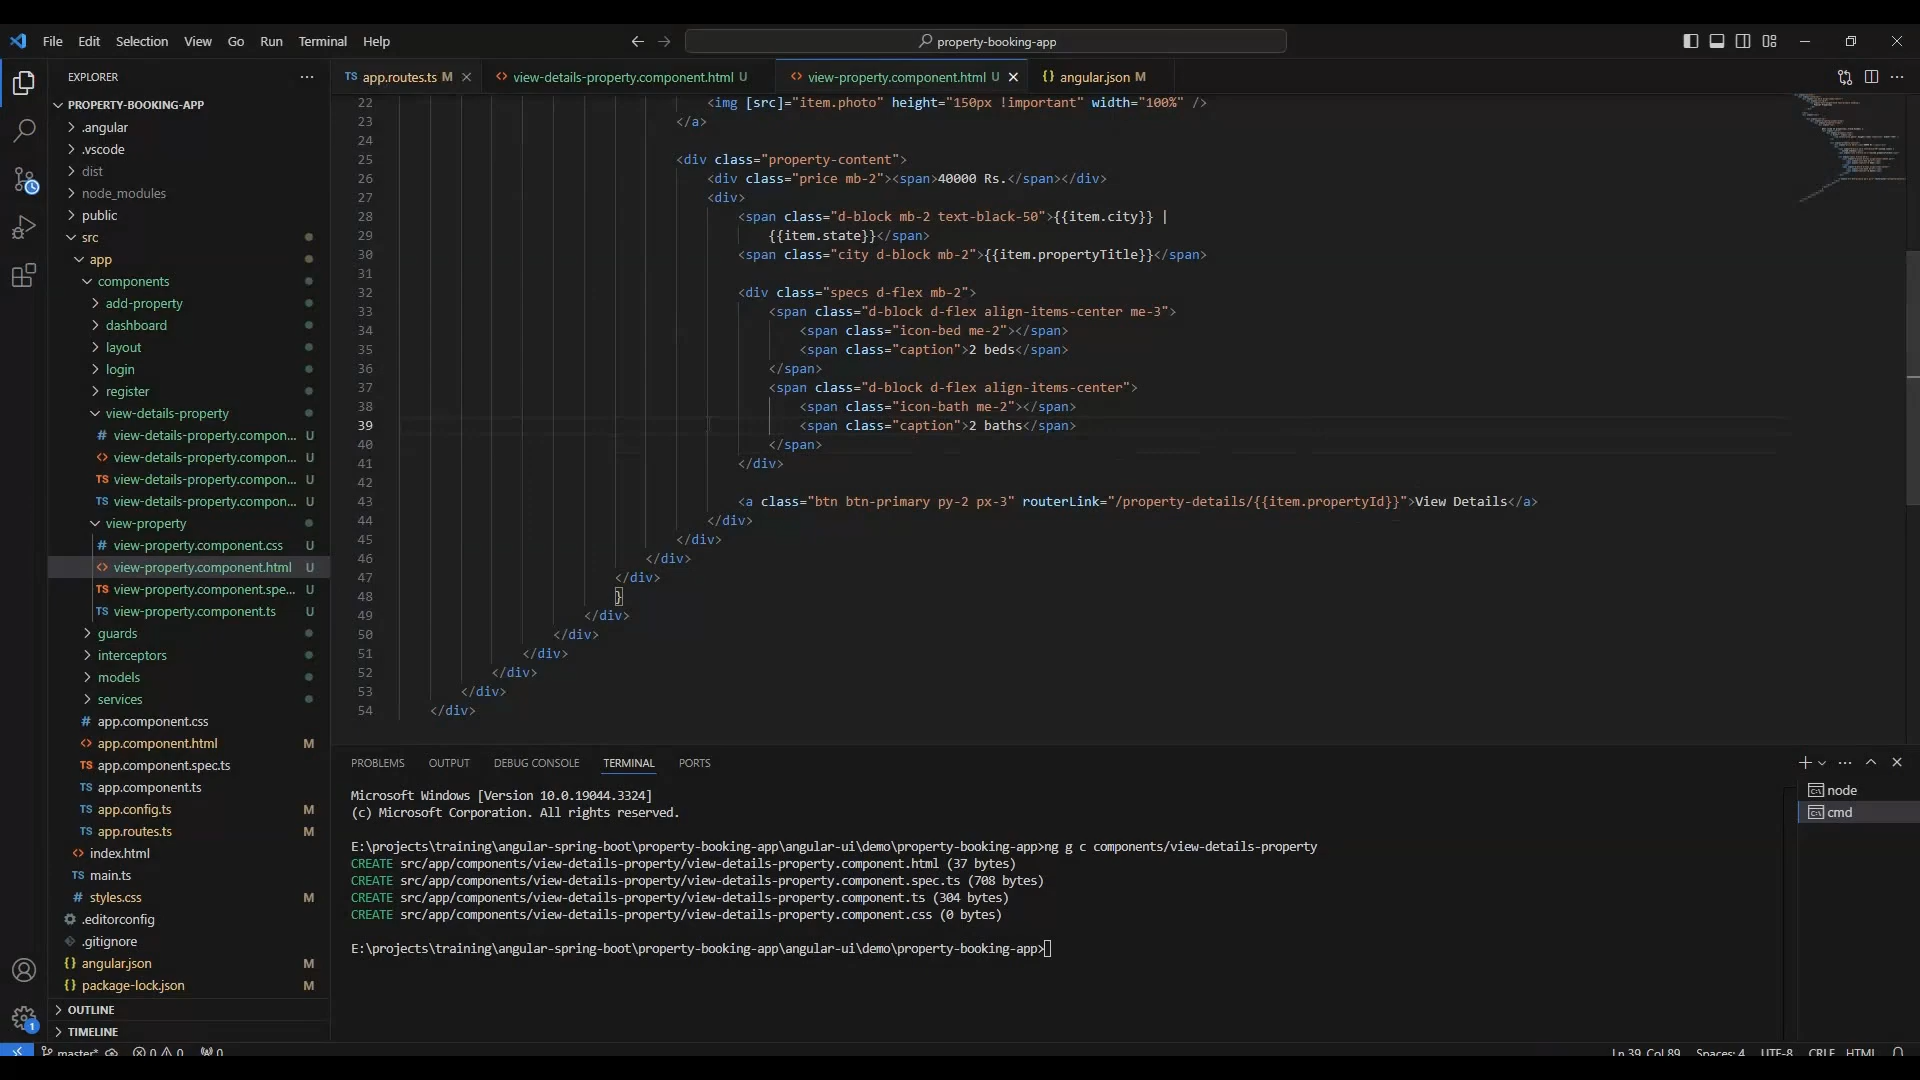 File Edit Selection View Go Run Terminal Help
property-booking-app
EXPLORER
PROPERTY-BOOKING-APP
.angular
.vscode
dist
node_modules
public
src
app
components
add-property
dashboard
layout
login
register
view-details-property
# view-details-property.compon... U
<> view-details-property.compon... U
TS view-details-property.compon... U
TS view-details-property.compon... U
view-property
# view-property.component.css U
<> view-property.component.html U
TS view-property.component.spe... U
TS view-property.component.ts U
guards
interceptors
models
services
# app.component.css
<> app.component.html M
TS app.component.spec.ts
TS app.component.ts
TS app.config.ts M
TS app.routes.ts M
<> index.html
TS main.ts
# styles.css M
.editorconfig
.gitignore
{} angular.json M
{} package-lock.json M
OUTLINE
TIMELINE
TS app.routes.ts M
<> view-details-property.component.html U
<> view-property.component.html U
{} angular.json M
22 <img [src]="item.photo" height="150px !important" width="100%" />
23 </a>
24
25 <div class="property-content">
26 <div class="price mb-2"><span>40000 Rs.</span></div>
27 <div>
28 <span class="d-block mb-2 text-black-50">{{item.city}} |
29 {{item.state}}</span>
30 <span class="city d-block mb-2">{{item.propertyTitle}}</span>
31
32 <div class="specs d-flex mb-2">
33 <span class="d-block d-flex align-items-center me-3">
34 <span class="icon-bed me-2"></span>
35 <span class="caption">2 beds</span>
36 </span>
37 <span class="d-block d-flex align-items-center">
38 <span class="icon-bath me-2"></span>
39 <span class="caption">2 baths</span>
40 </span>
41 </div>
42
43 <a class="btn btn-primary py-2 px-3" routerLink="/property-details/{{item.propertyId}}">View Details</a>
44 </div>
45 </div>
46 </div>
47 </div>
48 }
49 </div>
50 </div>
51 </div>
52 </div>
53 </div>
54 </div>
PROBLEMS OUTPUT DEBUG CONSOLE TERMINAL PORTS
Microsoft Windows [Version 10.0.19044.3324]
(c) Microsoft Corporation. All rights reserved.
E:\projects\training\angular-spring-boot\property-booking-app\angular-ui\demo\property-booking-app>ng g c components/view-details-property
CREATE src/app/components/view-details-property/view-details-property.component.html (37 bytes)
CREATE src/app/components/view-details-property/view-details-property.component.spec.ts (708 bytes)
CREATE src/app/components/view-details-property/view-details-property.component.ts (304 bytes)
CREATE src/app/components/view-details-property/view-details-property.component.css (0 bytes)
E:\projects\training\angular-spring-boot\property-booking-app\angular-ui\demo\property-booking-app>
node
cmd
1
master* 0 0 0
Ln 39, Col 89 Spaces: 4 UTF-8 CRLF HTML